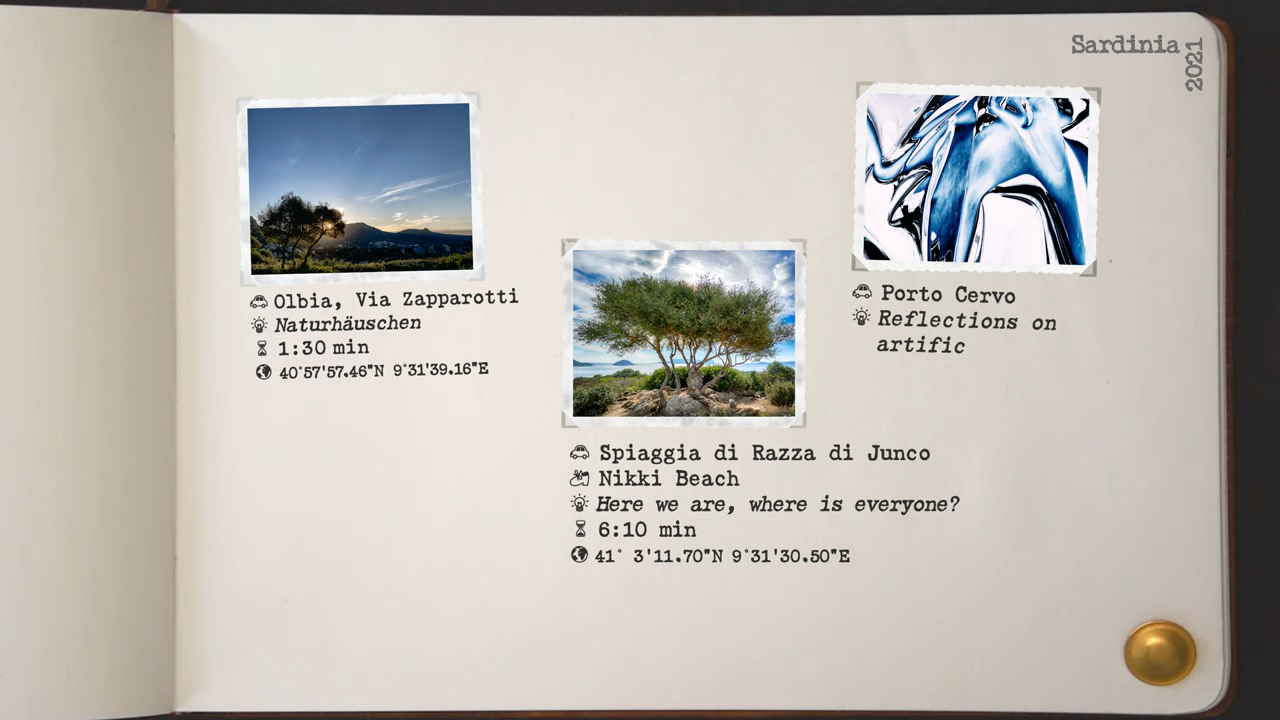 Sardinia
2021
Olbia, Via Zapparotti
Naturhäuschen
1:30 min
40°57'57.46"N 9°31'39.16"E
Spiaggia di Razza di Junco
Nikki Beach
Here we are, where is everyone?
6:10 min
41° 3'11.70"N 9°31'30.50"E
Porto Cervo
Reflections on
artific